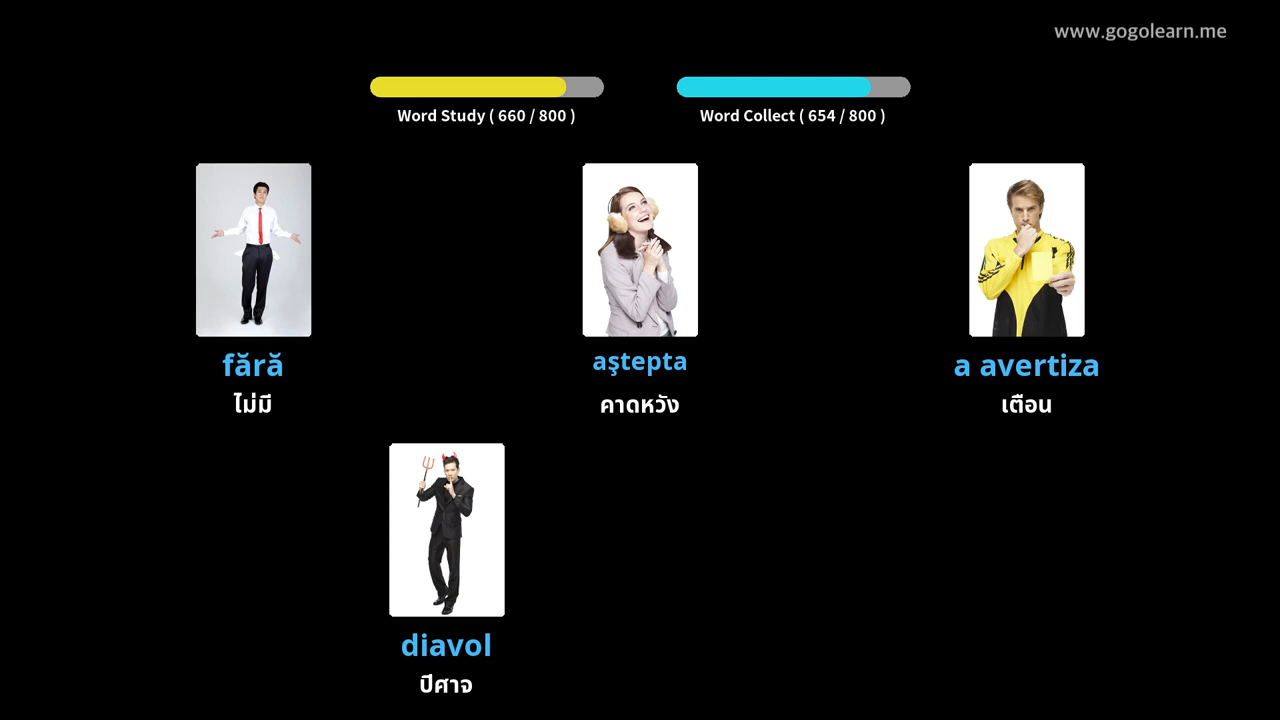 www.gogolearn.me
Word Study ( 660 / 800 )
Word Collect ( 654 / 800 )
fără
aştepta
a avertiza
ไม่มี
คาดหวัง
เตือน
diavol
ปีศาจ